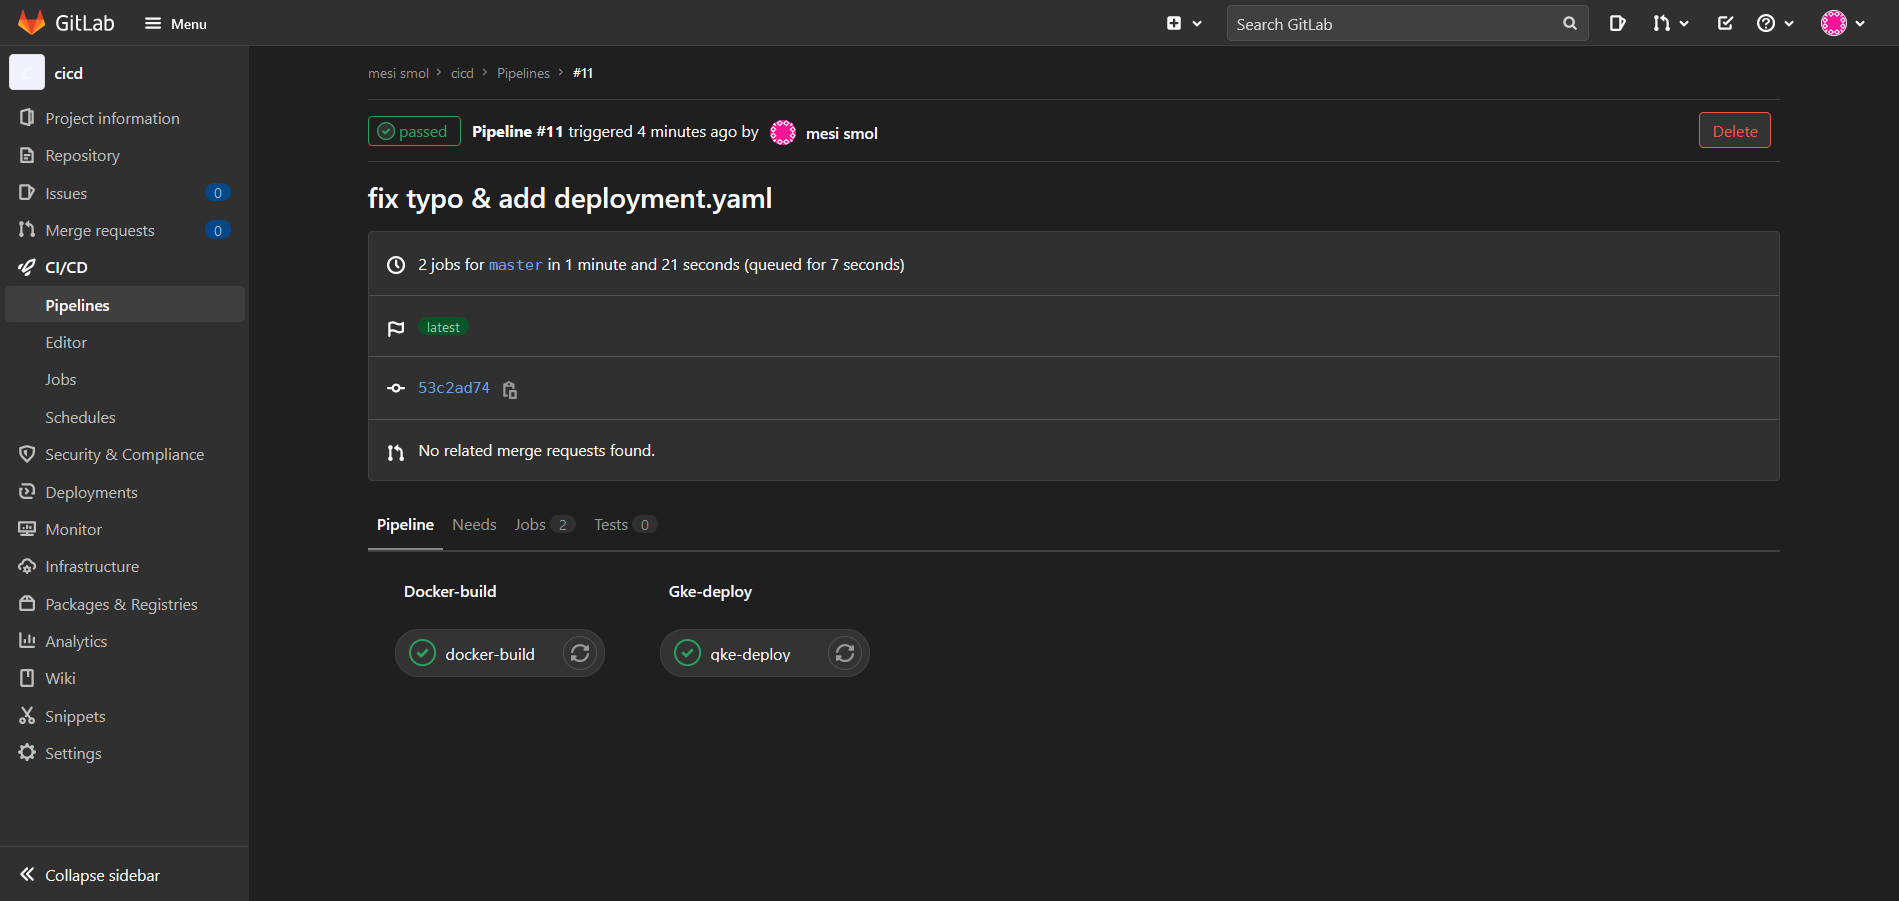 GitLab Menu Search GitLab
C cicd
Project information
Repository
Issues 0
Merge requests 0
CI/CD
Pipelines
Editor
Jobs
Schedules
Security & Compliance
Deployments
Monitor
Infrastructure
Packages & Registries
Analytics
Wiki
Snippets
Settings
Collapse sidebar
mesi smol › cicd › Pipelines › #11
passed Pipeline #11 triggered 4 minutes ago by mesi smol Delete
fix typo & add deployment.yaml
2 jobs for master in 1 minute and 21 seconds (queued for 7 seconds)
latest
53c2ad74
No related merge requests found.
Pipeline Needs Jobs 2 Tests 0
Docker-build Gke-deploy
docker-build gke-deploy